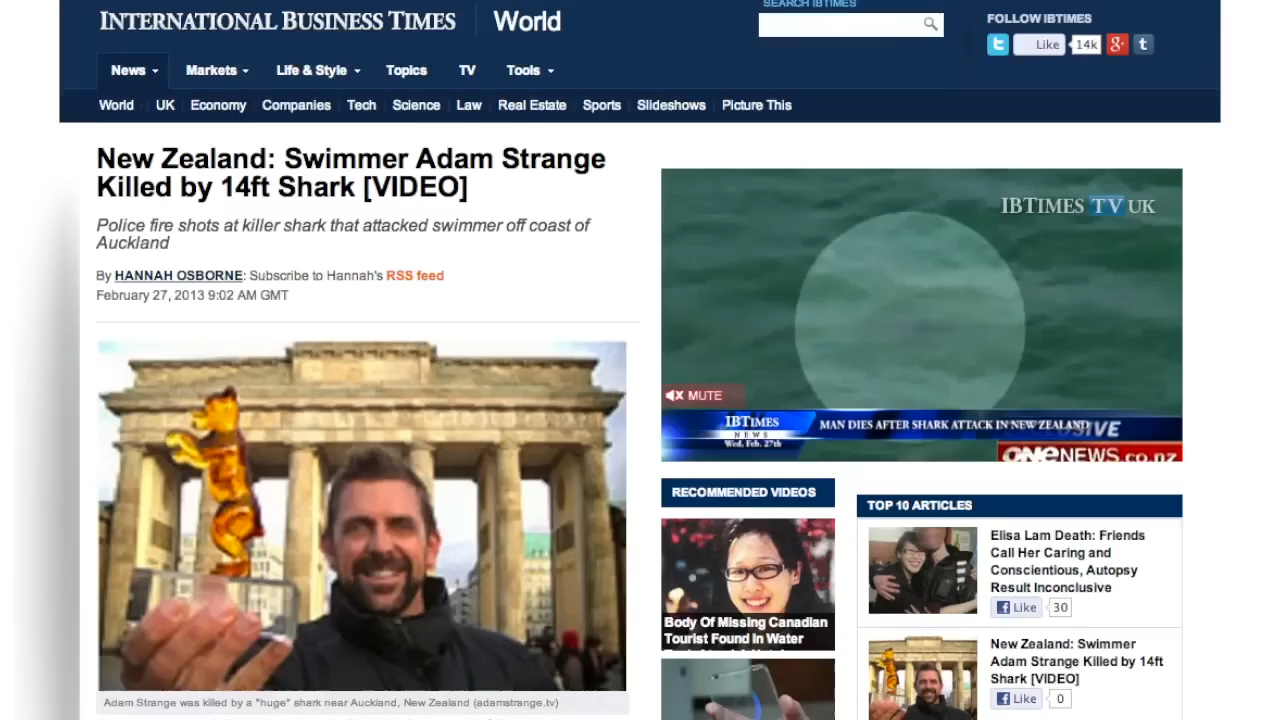 INTERNATIONAL BUSINESS TIMES
World
SEARCH IBTIMES
FOLLOW IBTIMES
Like
14k
News
Markets
Life & Style
Topics
TV
Tools
World
UK
Economy
Companies
Tech
Science
Law
Real Estate
Sports
Slideshows
Picture This
New Zealand: Swimmer Adam Strange
Killed by 14ft Shark [VIDEO]
Police fire shots at killer shark that attacked swimmer off coast of
Auckland
By HANNAH OSBORNE: Subscribe to Hannah's RSS feed
February 27, 2013 9:02 AM GMT
Adam Strange was killed by a "huge" shark near Auckland, New Zealand (adamstrange.tv)
IBTIMES TV UK
MUTE
IBTIMES
NEWS
Wed. Feb. 27th
MAN DIES AFTER SHARK ATTACK IN NEW ZEALAND
ONE NEWS.co.nz
RECOMMENDED VIDEOS
Body Of Missing Canadian
Tourist Found In Water
TOP 10 ARTICLES
Elisa Lam Death: Friends
Call Her Caring and
Conscientious, Autopsy
Result Inconclusive
Like
30
New Zealand: Swimmer
Adam Strange Killed by 14ft
Shark [VIDEO]
Like
0